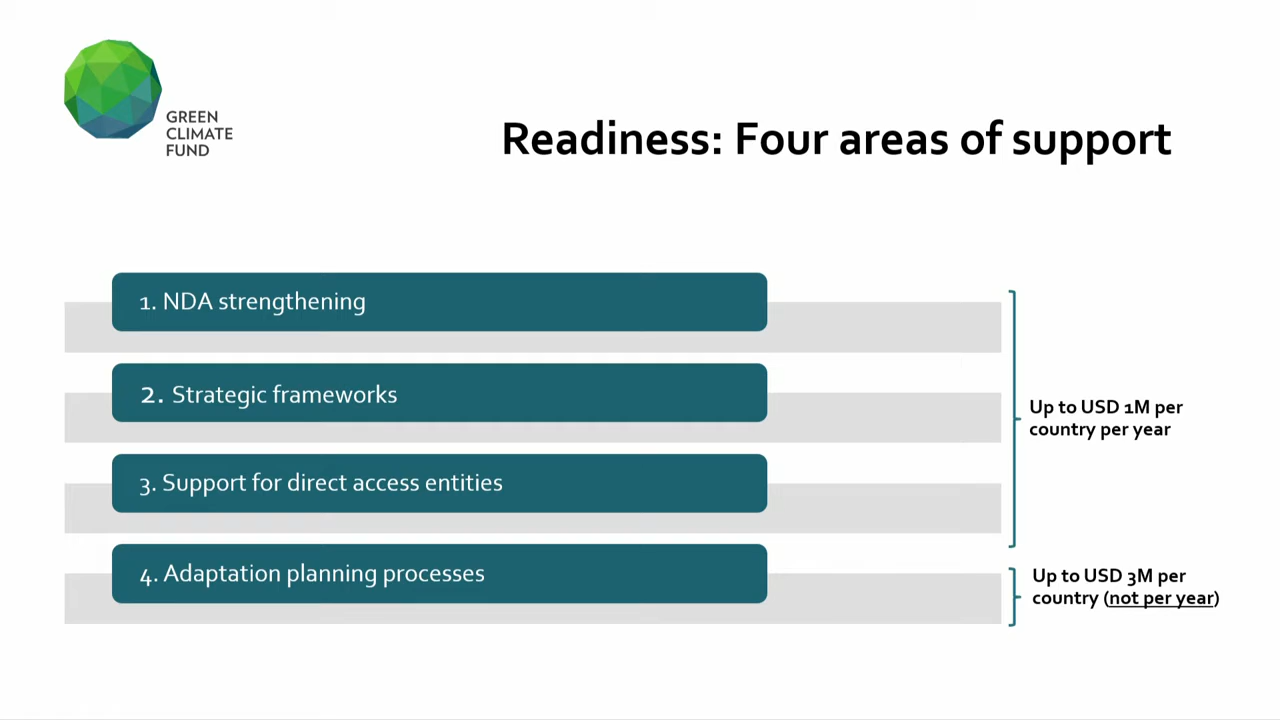 GREEN
CLIMATE
FUND
Readiness: Four areas of support
1. NDA strengthening
2. Strategic frameworks
3. Support for direct access entities
4. Adaptation planning processes
Up to USD 1M per
country per year
Up to USD 3M per
country (not per year)